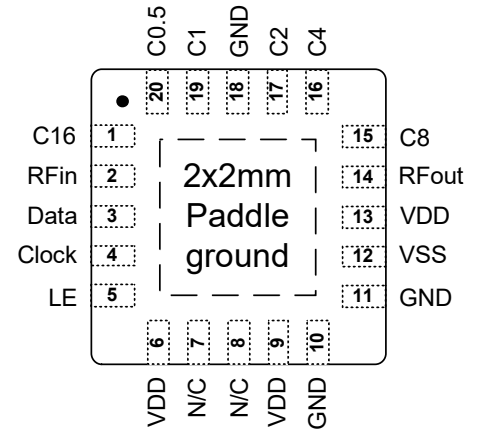 C0.5 C1 GND C2 C4
20 19 18 17 16
C16 1
RFin 2
Data 3
Clock 4
LE 5
2x2mm
Paddle
ground
15 C8
14 RFout
13 VDD
12 VSS
11 GND
6 7 8 9 10
VDD N/C N/C VDD GND